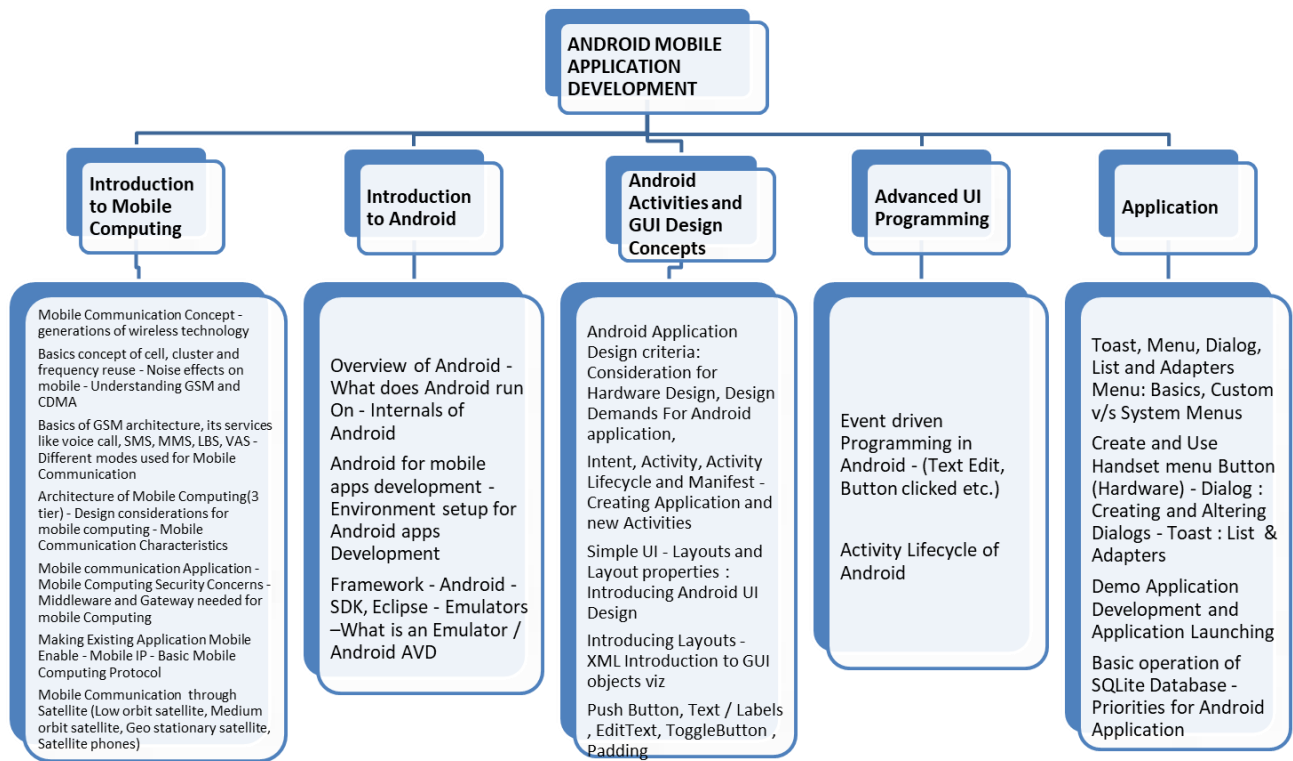 ANDROID MOBILE
APPLICATION
DEVELOPMENT
Introduction
to Mobile
Computing
Mobile Communication Concept -
generations of wireless technology
Basics concept of cell, cluster and
frequency reuse - Noise effects on
mobile - Understanding GSM and
CDMA
Basics of GSM architecture, its services
like voice call, SMS, MMS, LBS, VAS -
Different modes used for Mobile
Communication
Architecture of Mobile Computing(3
tier) - Design considerations for
mobile computing - Mobile
Communication Characteristics
Mobile communication Application -
Mobile Computing Security Concerns -
Middleware and Gateway needed for
mobile Computing
Making Existing Application Mobile
Enable - Mobile IP - Basic Mobile
Computing Protocol
Mobile Communication through
Satellite (Low orbit satellite, Medium
orbit satellite, Geo stationary satellite,
Satellite phones)
Introduction
to Android
Overview of Android -
What does Android run
On - Internals of
Android
Android for mobile
apps development -
Environment setup for
Android apps
Development
Framework - Android -
SDK, Eclipse - Emulators
–What is an Emulator /
Android AVD
Android
Activities and
GUI Design
Concepts
Android Application
Design criteria:
Consideration for
Hardware Design, Design
Demands For Android
application,
Intent, Activity, Activity
Lifecycle and Manifest -
Creating Application and
new Activities
Simple UI - Layouts and
Layout properties :
Introducing Android UI
Design
Introducing Layouts -
XML Introduction to GUI
objects viz
Push Button, Text / Labels
, EditText, ToggleButton ,
Padding
Advanced UI
Programming
Event driven
Programming in
Android - (Text Edit,
Button clicked etc.)
Activity Lifecycle of
Android
Application
Toast, Menu, Dialog,
List and Adapters
Menu: Basics, Custom
v/s System Menus
Create and Use
Handset menu Button
(Hardware) - Dialog :
Creating and Altering
Dialogs - Toast : List &
Adapters
Demo Application
Development and
Application Launching
Basic operation of
SQLite Database -
Priorities for Android
Application